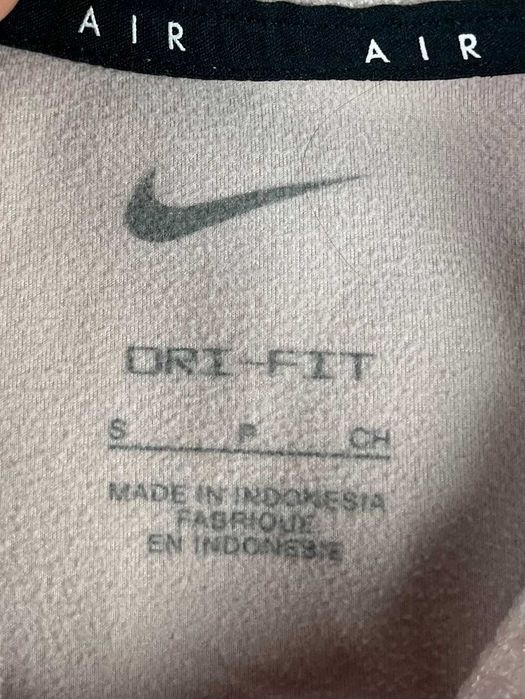 AIR AIR
DRI-FIT
S P CH
MADE IN INDONESIA
FABRIQUE
EN INDONESIE